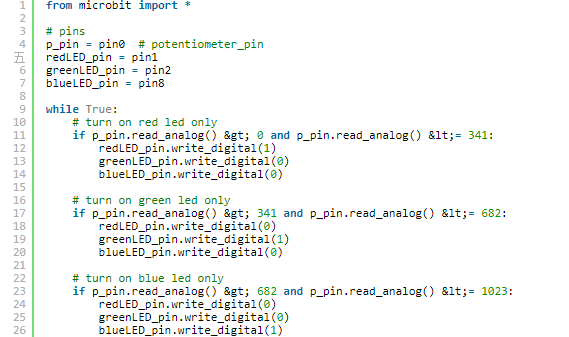 1 from microbit import *
2
3 # pins
4 p_pin = pin0  # potentiometer_pin
五 redLED_pin = pin1
6 greenLED_pin = pin2
7 blueLED_pin = pin8
8
9 while True:
10     # turn on red led only
11     if p_pin.read_analog() &gt; 0 and p_pin.read_analog() &lt;= 341:
12         redLED_pin.write_digital(1)
13         greenLED_pin.write_digital(0)
14         blueLED_pin.write_digital(0)
15
16     # turn on green led only
17     if p_pin.read_analog() &gt; 341 and p_pin.read_analog() &lt;= 682:
18         redLED_pin.write_digital(0)
19         greenLED_pin.write_digital(1)
20         blueLED_pin.write_digital(0)
21
22     # turn on blue led only
23     if p_pin.read_analog() &gt; 682 and p_pin.read_analog() &lt;= 1023:
24         redLED_pin.write_digital(0)
25         greenLED_pin.write_digital(0)
26         blueLED_pin.write_digital(1)